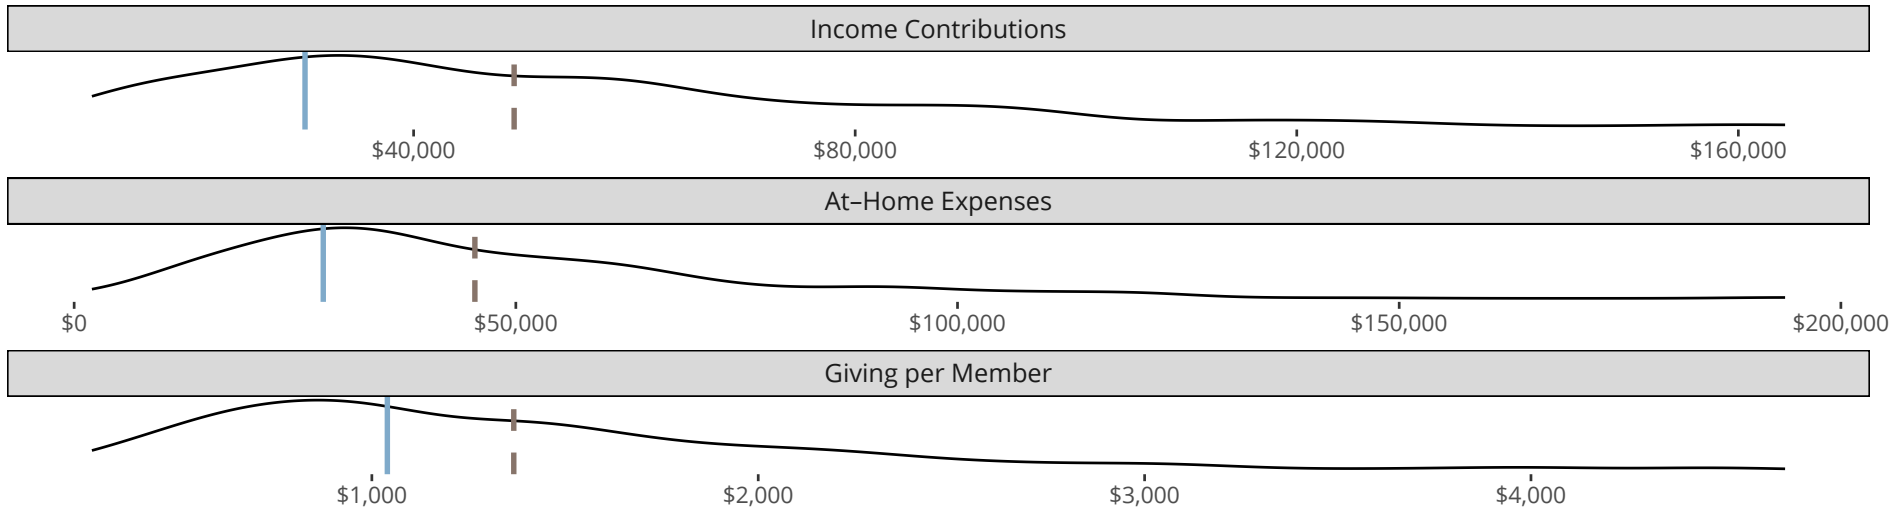 Income Contributions
$40,000 $80,000 $120,000 $160,000
At–Home Expenses
$0 $50,000 $100,000 $150,000 $200,000
Giving per Member
$1,000 $2,000 $3,000 $4,000